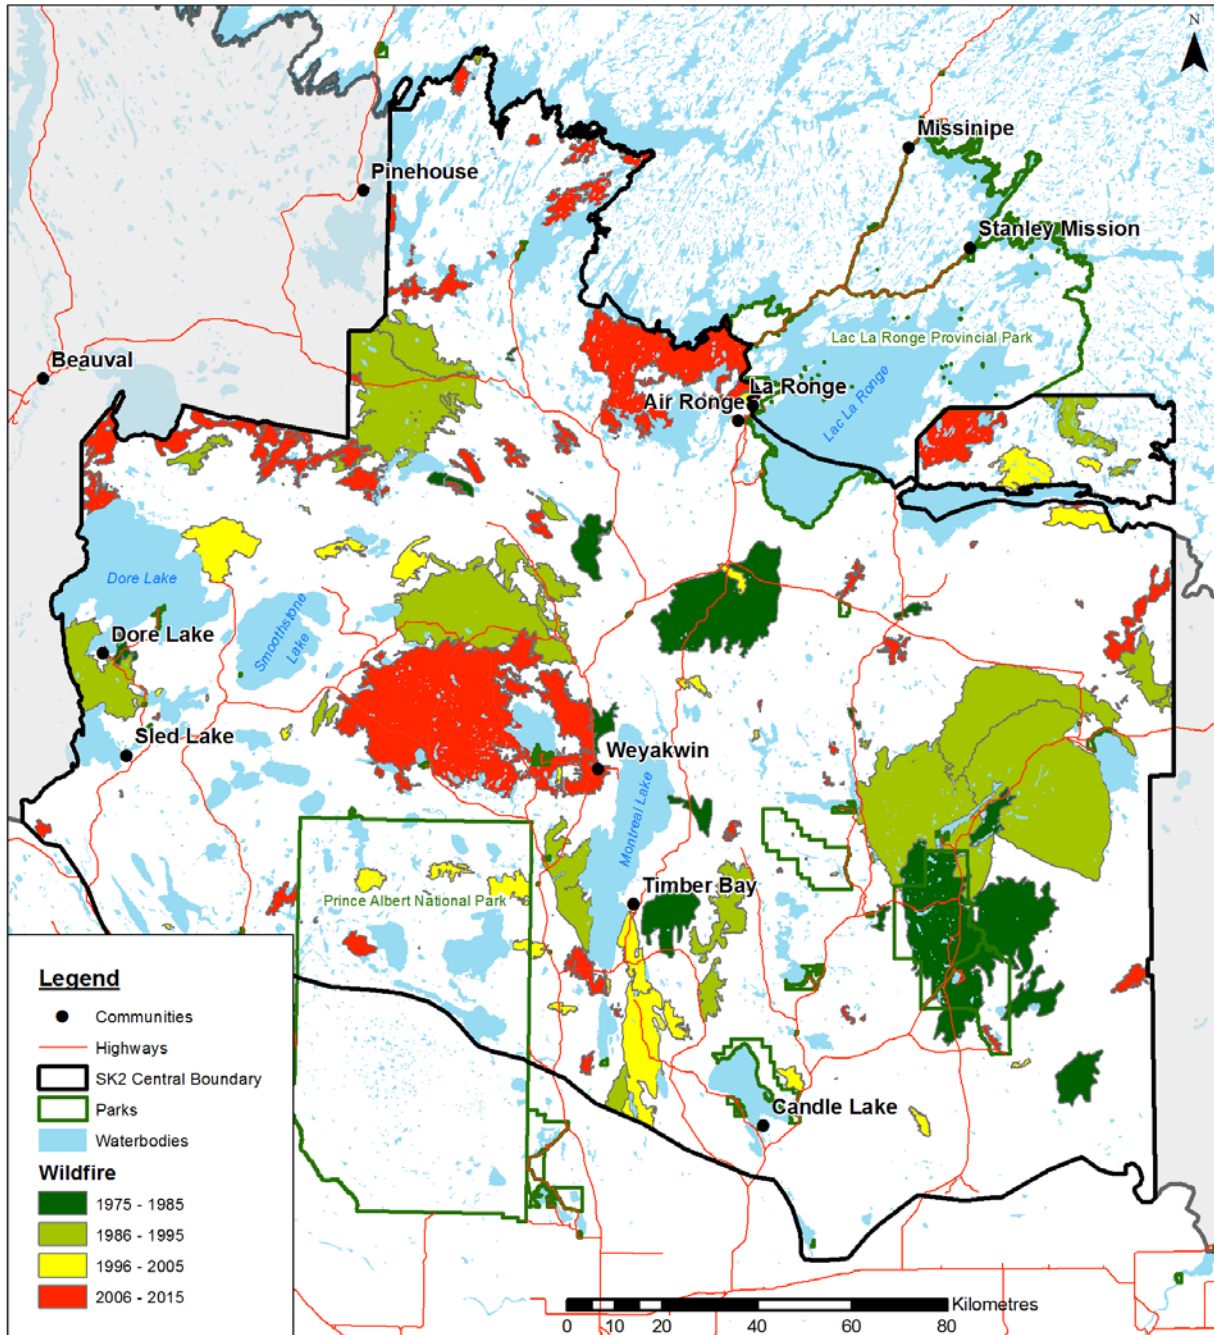 N
Missinipe
Pinehouse
Stanley Mission
Lac La Ronge Provincial Park
Beauval
La Ronge
Air Ronge
Lac La Ronge
Dore Lake
Smoothstone
Lake
Dore Lake
Sled Lake
Weyakwin
Montreal Lake
Timber Bay
Prince Albert National Park
Candle Lake
Legend
Communities
Highways
SK2 Central Boundary
Parks
Waterbodies
Wildfire
1975 - 1985
1986 - 1995
1996 - 2005
2006 - 2015
Kilometres
0 10 20 40 60 80